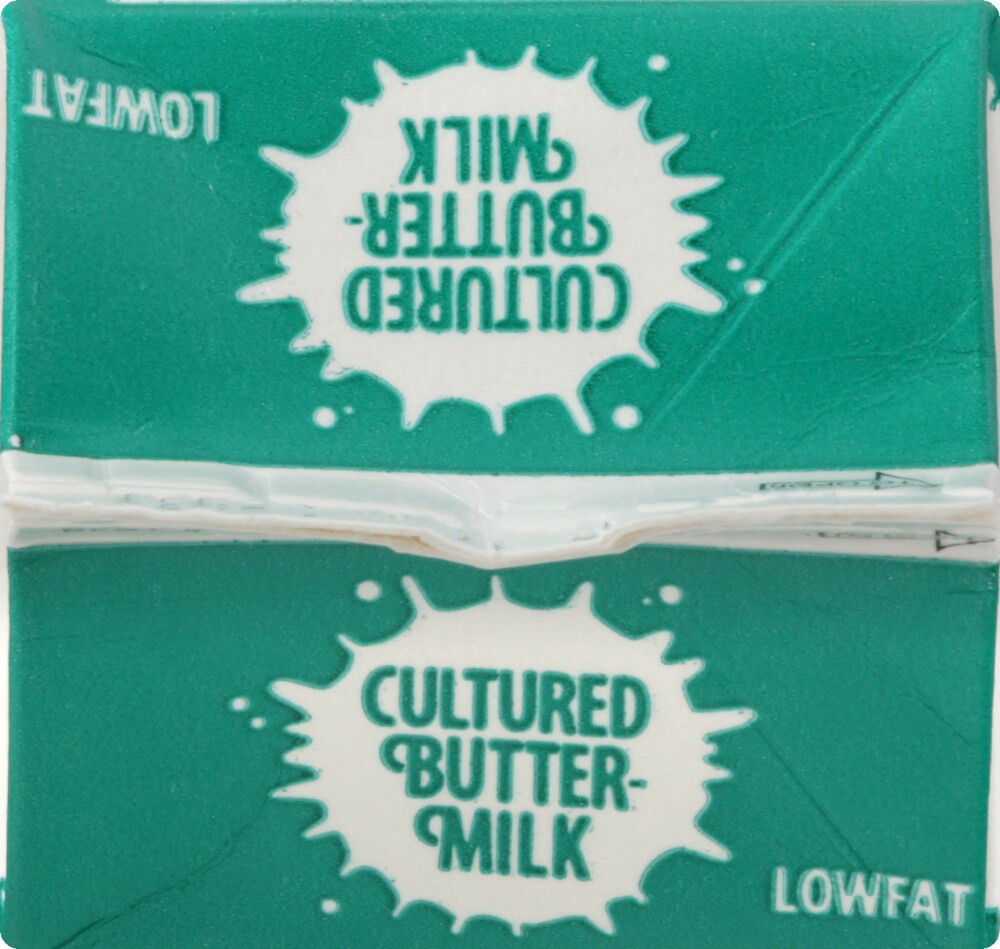 LOWFAT
CULTURED
BUTTER-
MILK
CULTURED
BUTTER-
MILK
LOWFAT